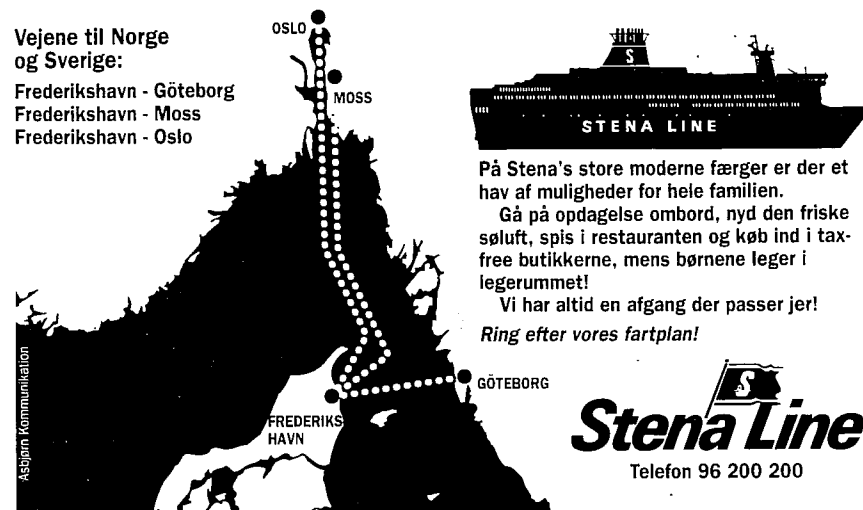 Vejene til Norge
og Sverige:
Frederikshavn - Göteborg
Frederikshavn - Moss
Frederikshavn - Oslo
OSLO
MOSS
GÖTEBORG
FREDERIKS
HAVN
Asbjørn Kommunikation
S
STENA LINE
På Stena's store moderne færger er der et
hav af muligheder for hele familien.
Gå på opdagelse ombord, nyd den friske
søluft, spis i restauranten og køb ind i tax-
free butikkerne, mens børnene leger i
legerummet!
Vi har altid en afgang der passer jer!
Ring efter vores fartplan!
S
Stena Line
Telefon 96 200 200